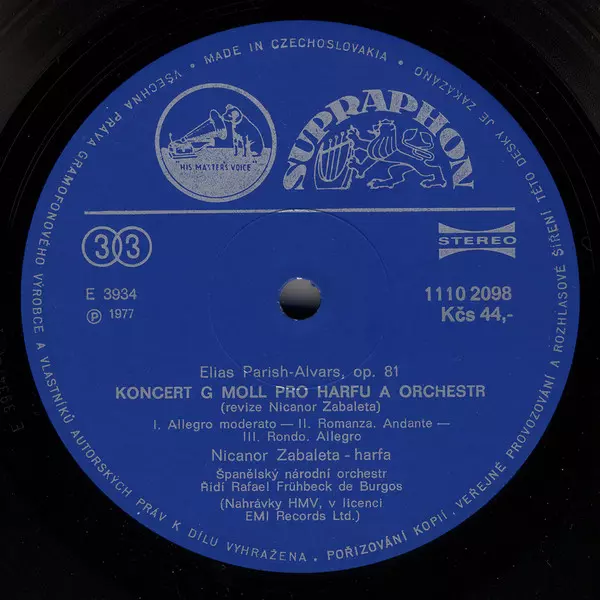 VŠECHNA PRÁVA GRAMOFONOVÉHO VÝROBCE A VLASTNÍKŮ AUTORSKÝCH PRÁV K DÍLU VYHRAŽENA. POŘIZOVÁNÍ KOPIÍ, VEŘEJNÉ PROVOZOVÁNÍ A ROZHLASOVÉ ŠÍŘENÍ TÉTO DESKY JE ZAKÁZÁNO • MADE IN CZECHOSLOVAKIA •
"HIS MASTER'S VOICE"
SUPRAPHON
33
STEREO
E 3934
℗ 1977
1110 2098
Kčs 44,-
Elias Parish-Alvars, op. 81
KONCERT G MOLL PRO HARFU A ORCHESTR
(revize Nicanor Zabaleta)
I. Allegro moderato — II. Romanza. Andante —
III. Rondo. Allegro
Nicanor Zabaleta - harfa
Španělský národní orchestr
Řídí Rafael Frühbeck de Burgos
(Nahrávky HMV, v licenci
EMI Records Ltd.)